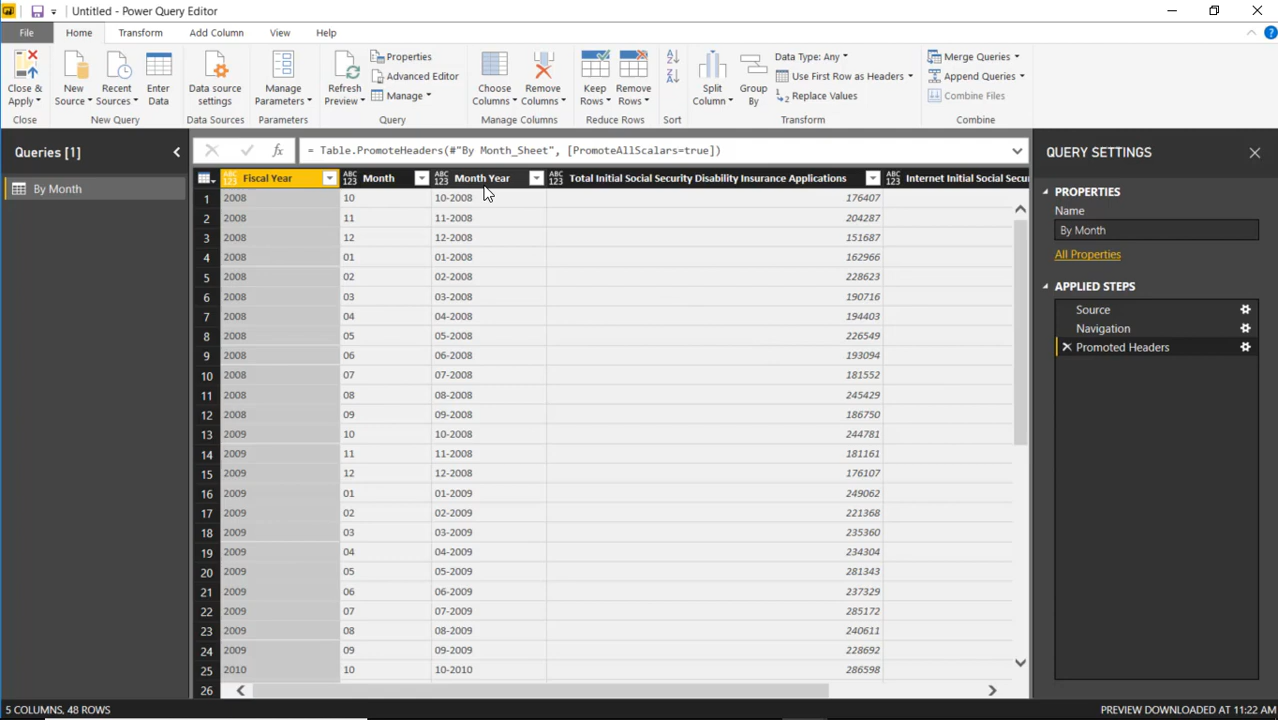 Untitled - Power Query Editor
File Home Transform Add Column View Help
Close & Apply New Source Recent Sources Enter Data Data source settings Manage Parameters Refresh Preview Properties Advanced Editor Manage Choose Columns Remove Columns Keep Rows Remove Rows Split Column Group By Data Type: Any Use First Row as Headers Replace Values Merge Queries Append Queries Combine Files
Close New Query Data Sources Parameters Query Manage Columns Reduce Rows Sort Transform Combine
Queries [1]
By Month
= Table.PromoteHeaders(#"By Month_Sheet", [PromoteAllScalars=true])
ABC 123 Fiscal Year ABC 123 Month ABC 123 Month Year ABC 123 Total Initial Social Security Disability Insurance Applications ABC 123 Internet Initial Social Secur
1 2008 10 10-2008 176407
2 2008 11 11-2008 204287
3 2008 12 12-2008 151687
4 2008 01 01-2008 162966
5 2008 02 02-2008 228623
6 2008 03 03-2008 190716
7 2008 04 04-2008 194403
8 2008 05 05-2008 226549
9 2008 06 06-2008 193094
10 2008 07 07-2008 181552
11 2008 08 08-2008 245429
12 2008 09 09-2008 186750
13 2009 10 10-2008 244781
14 2009 11 11-2008 181161
15 2009 12 12-2008 176107
16 2009 01 01-2009 249062
17 2009 02 02-2009 221368
18 2009 03 03-2009 235360
19 2009 04 04-2009 234304
20 2009 05 05-2009 281343
21 2009 06 06-2009 237329
22 2009 07 07-2009 285172
23 2009 08 08-2009 240611
24 2009 09 09-2009 228692
25 2010 10 10-2010 286598
26
QUERY SETTINGS
PROPERTIES
Name
By Month
All Properties
APPLIED STEPS
Source
Navigation
Promoted Headers
5 COLUMNS, 48 ROWS
PREVIEW DOWNLOADED AT 11:22 AM